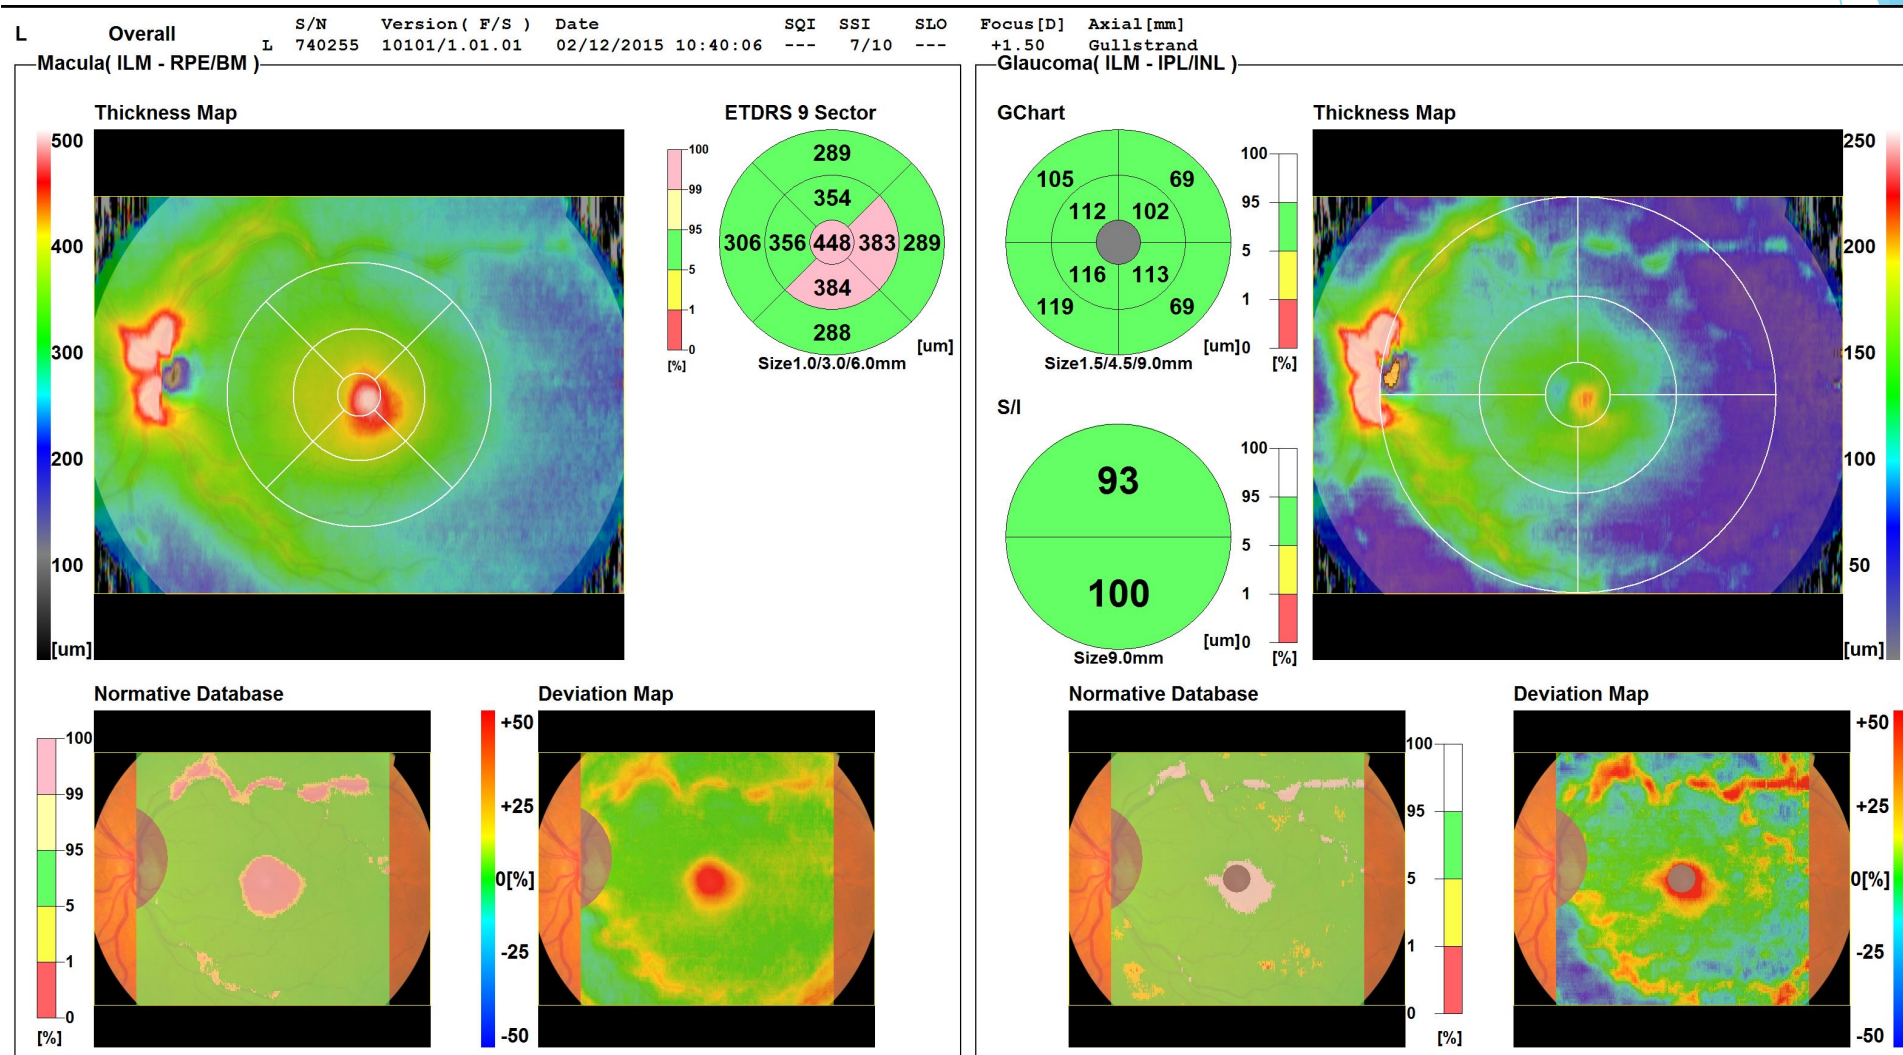 L Overall
S/N Version( F/S ) Date SQI SSI SLO Focus[D] Axial[mm]
L 740255 10101/1.01.01 02/12/2015 10:40:06 --- 7/10 --- +1.50 Gullstrand
Macula( ILM - RPE/BM )
Thickness Map
500
400
300
200
100
[um]
ETDRS 9 Sector
100
99
95
5
1
0
[%]
289
354
306 356 448 383 289
384
288
[um]
Size1.0/3.0/6.0mm
Normative Database
100
99
95
5
1
0
[%]
Deviation Map
+50
+25
0[%]
-25
-50
Glaucoma( ILM - IPL/INL )
GChart
105 69
112 102
116 113
119 69
[um]
Size1.5/4.5/9.0mm
100
95
5
1
0
[%]
S/I
93
100
[um]
Size9.0mm
100
95
5
1
0
[%]
Thickness Map
250
200
150
100
50
[um]
Normative Database
100
95
5
1
0
[%]
Deviation Map
+50
+25
0[%]
-25
-50